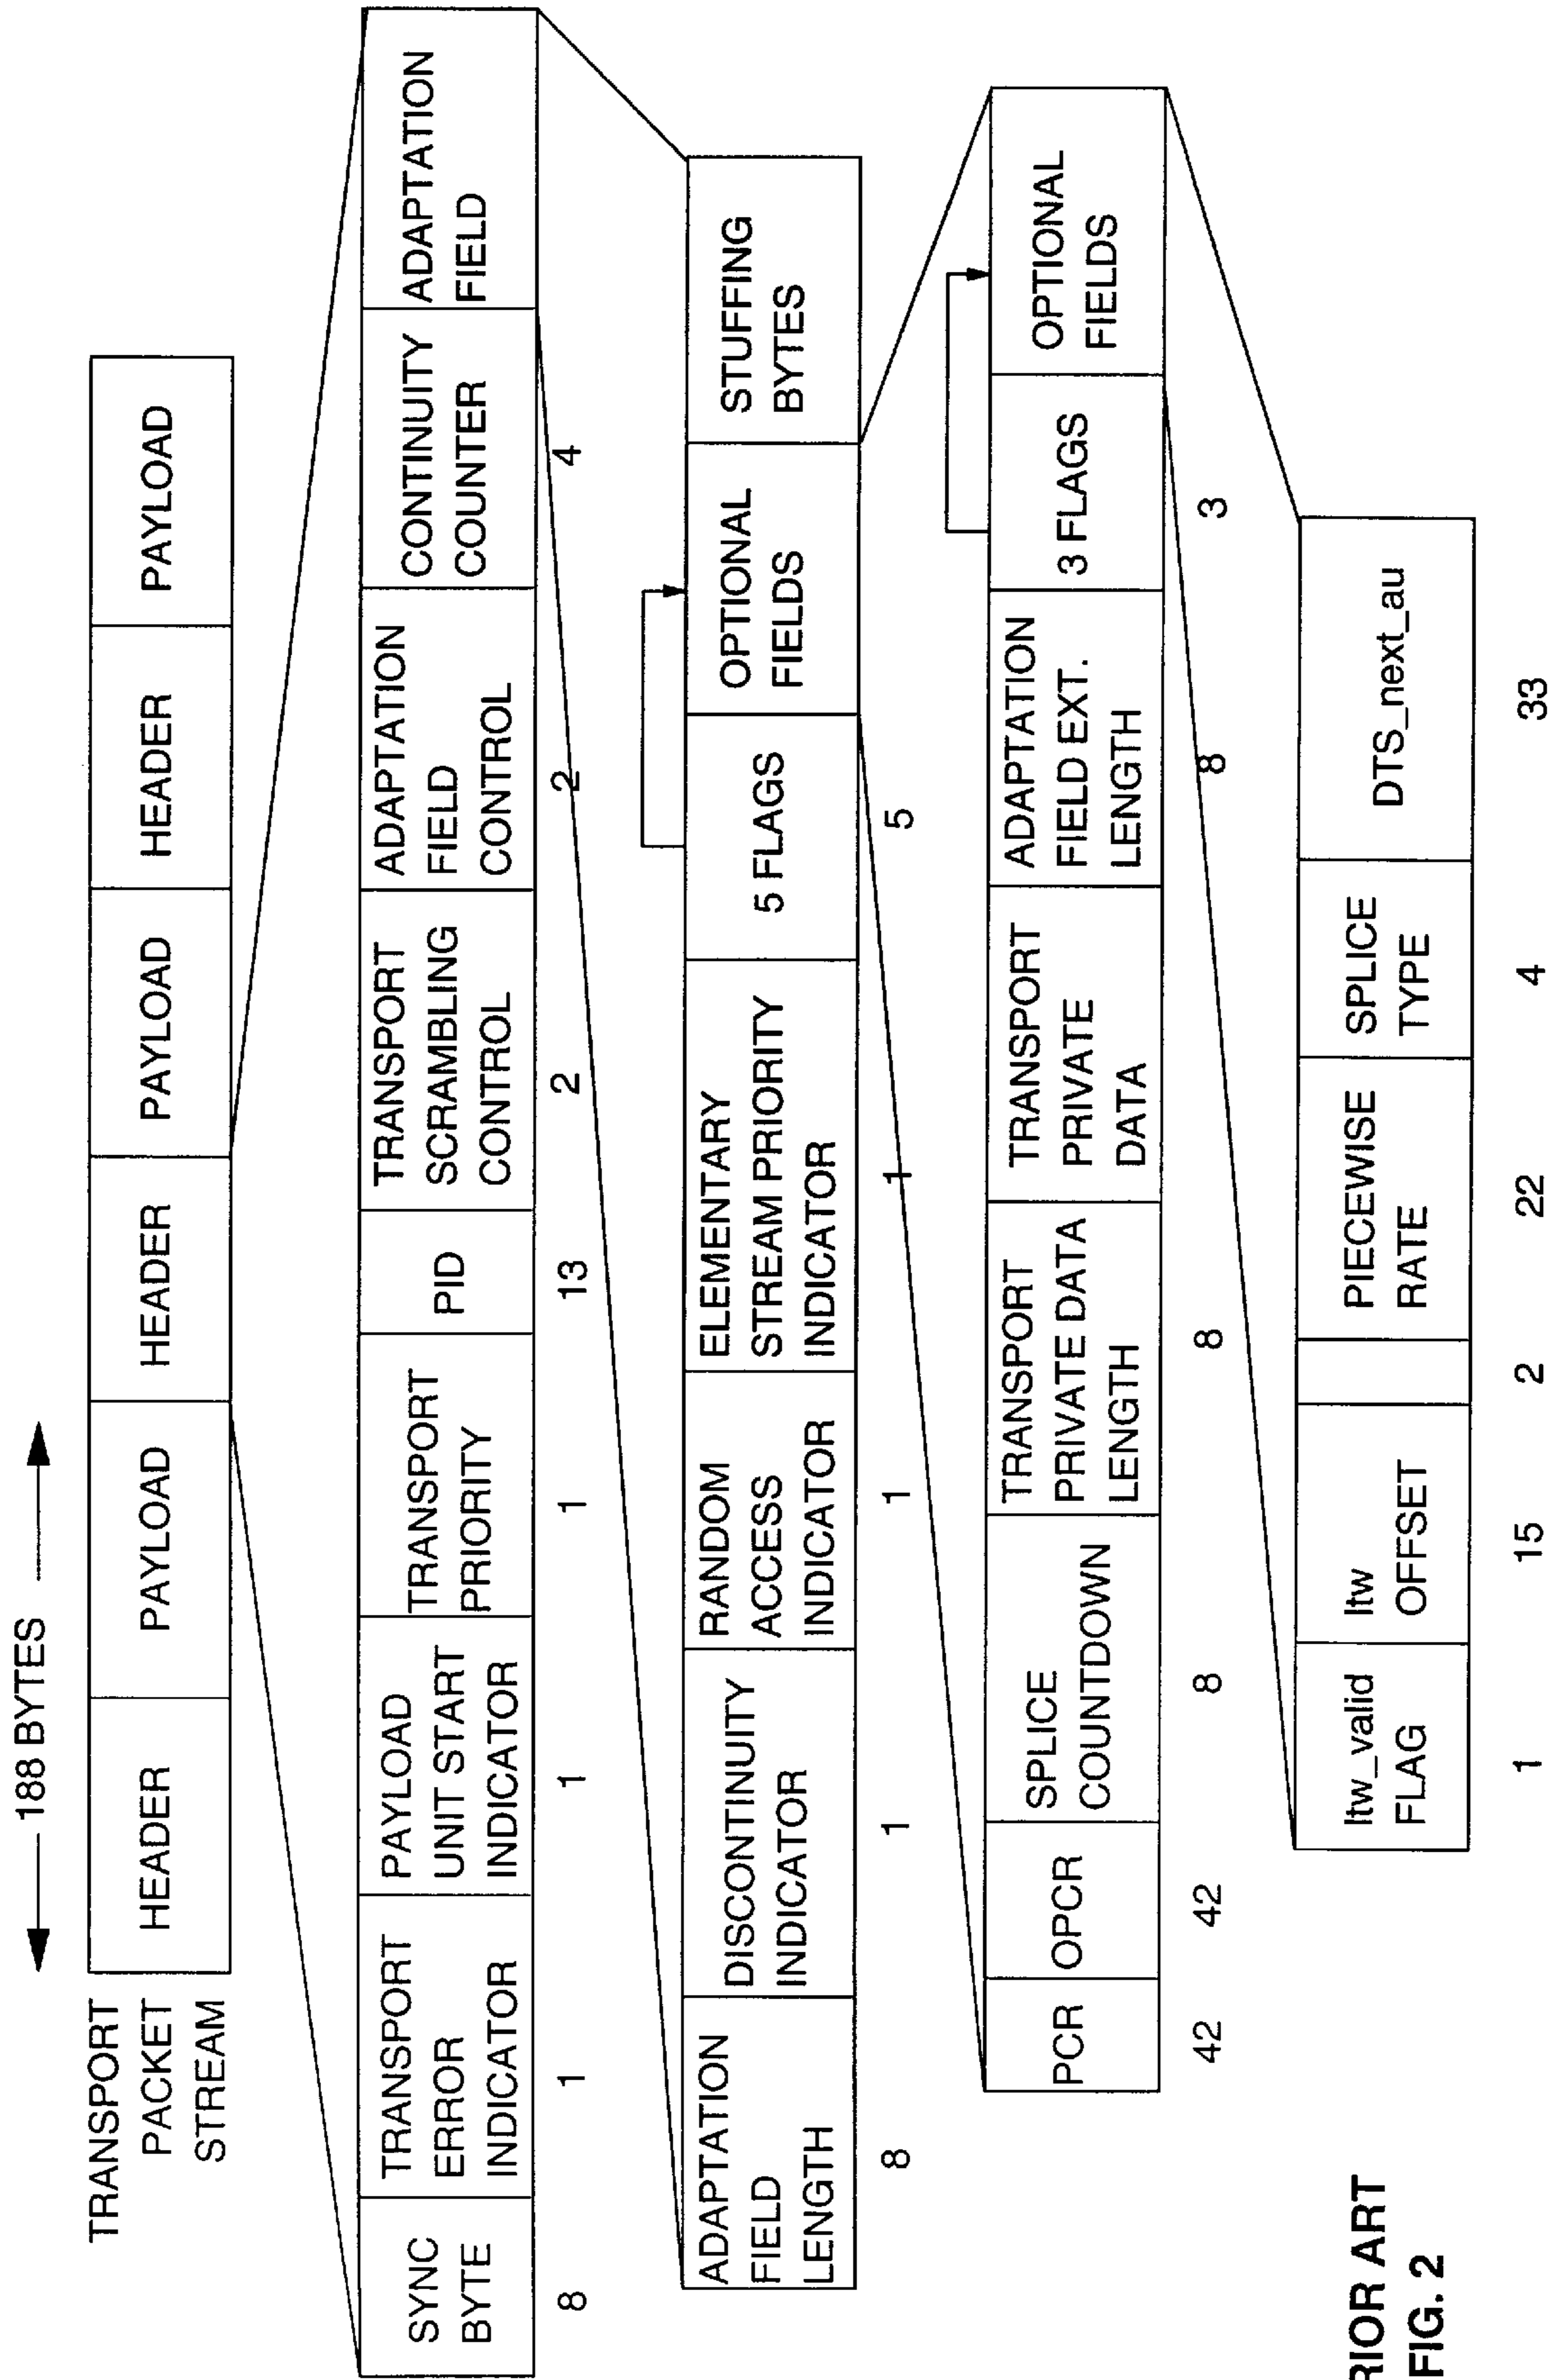 188 BYTES
TRANSPORT
PACKET
STREAM
HEADER
PAYLOAD
HEADER
PAYLOAD
HEADER
PAYLOAD
SYNC
BYTE
TRANSPORT
ERROR
INDICATOR
PAYLOAD
UNIT START
INDICATOR
TRANSPORT
PRIORITY
PID
TRANSPORT
SCRAMBLING
CONTROL
ADAPTATION
FIELD
CONTROL
CONTINUITY
COUNTER
ADAPTATION
FIELD
8 1 1 1 13 2 2 4
ADAPTATION
FIELD
LENGTH
DISCONTINUITY
INDICATOR
RANDOM
ACCESS
INDICATOR
ELEMENTARY
STREAM PRIORITY
INDICATOR
5 FLAGS
OPTIONAL
FIELDS
STUFFING
BYTES
8 1 1 1 5
PCR
OPCR
SPLICE
COUNTDOWN
TRANSPORT
PRIVATE DATA
LENGTH
TRANSPORT
PRIVATE
DATA
ADAPTATION
FIELD EXT.
LENGTH
3 FLAGS
OPTIONAL
FIELDS
42 42 8 8 8 3
ltw_valid
FLAG
ltw
OFFSET
PIECEWISE
RATE
SPLICE
TYPE
DTS_next_au
1 15 2 22 4 33
ART
FIG. 2